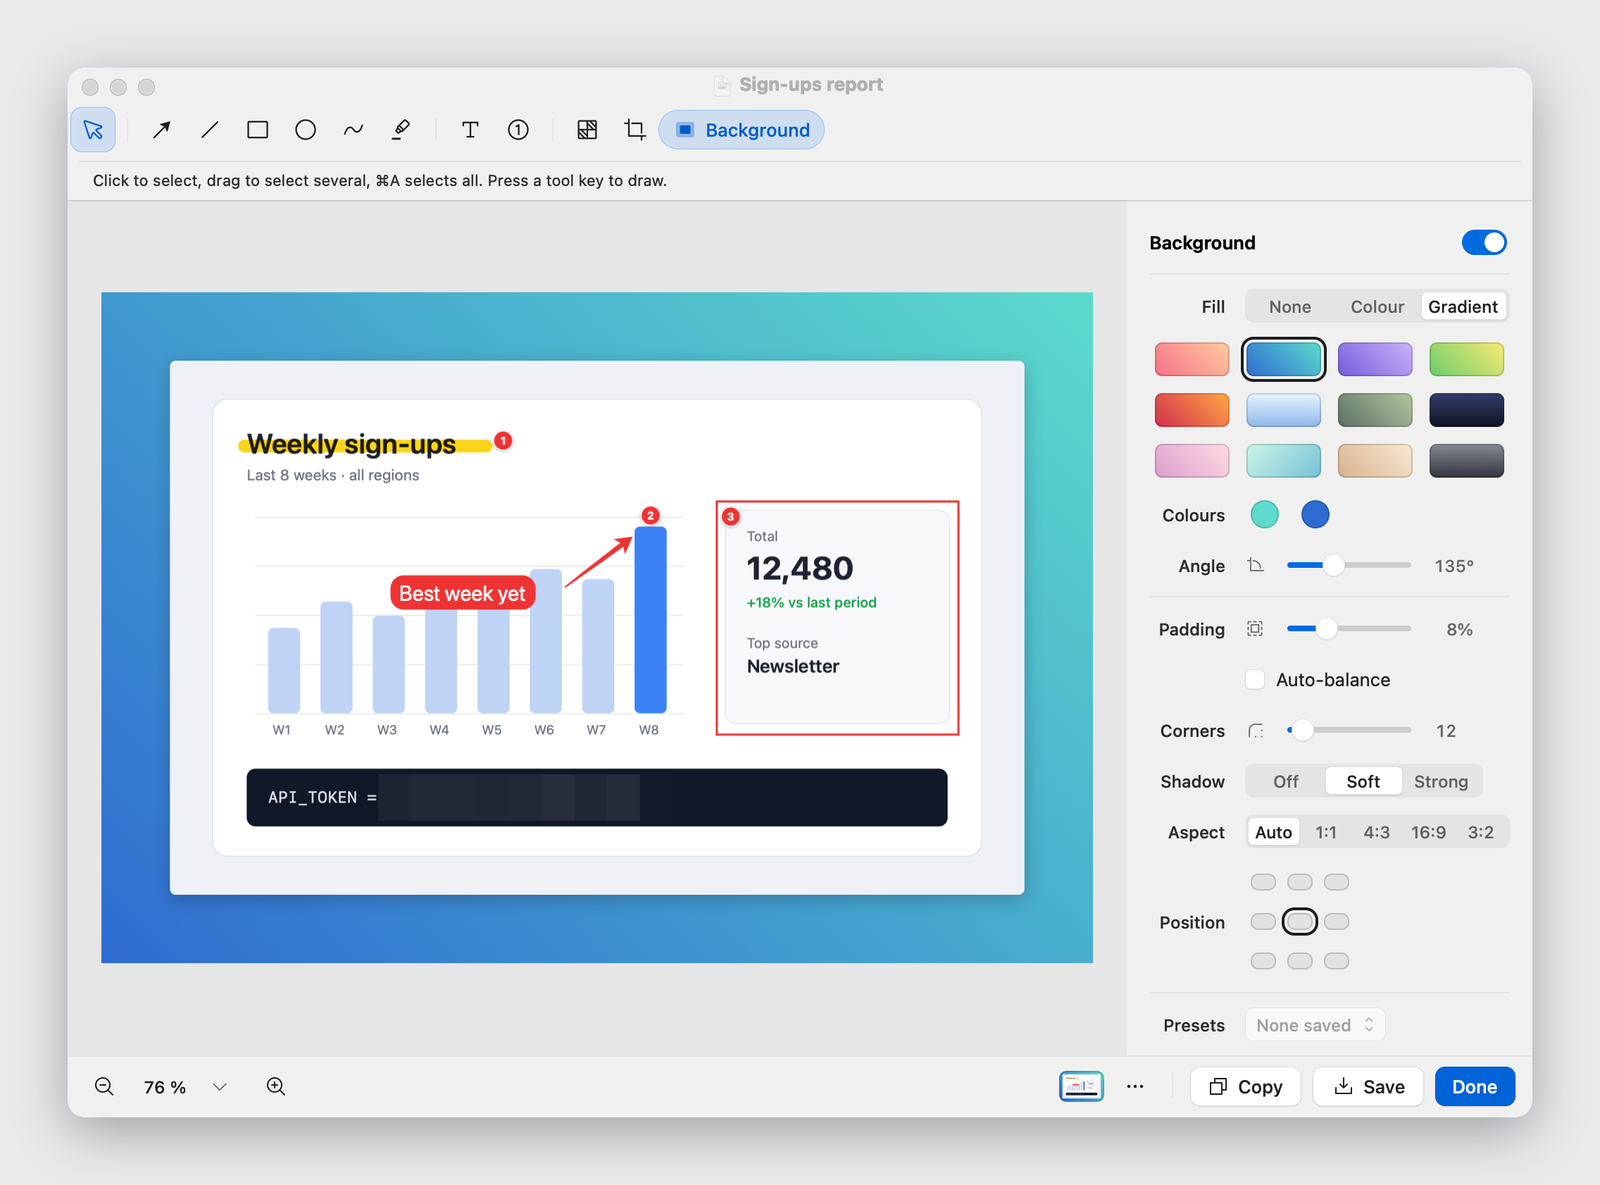 Sign-ups report
Background
Click to select, drag to select several, ⌘A selects all. Press a tool key to draw.
Weekly sign-ups 1
Last 8 weeks · all regions
2
Best week yet
W1 W2 W3 W4 W5 W6 W7 W8
3
Total
12,480
+18% vs last period
Top source
Newsletter
API_TOKEN =
Background
Fill None Colour Gradient
Colours
Angle 135°
Padding 8%
Auto-balance
Corners 12
Shadow Off Soft Strong
Aspect Auto 1:1 4:3 16:9 3:2
Position
Presets None saved
76 % Copy Save Done